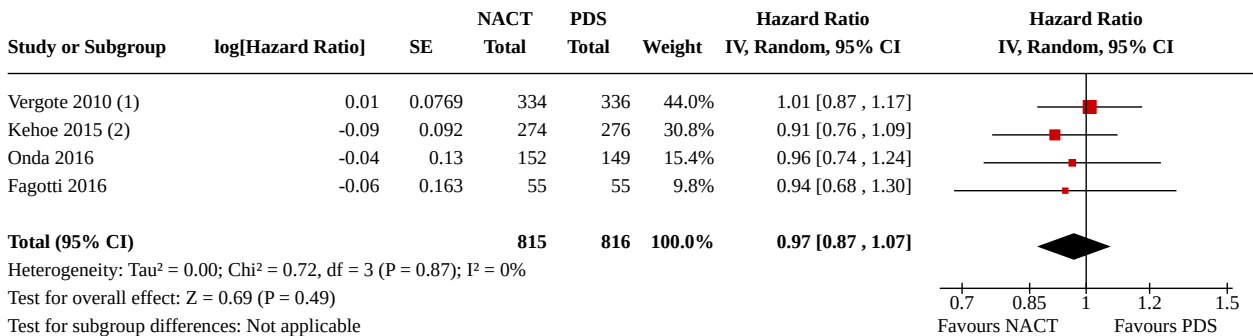 NACT PDS Hazard Ratio Hazard Ratio
Study or Subgroup log[Hazard Ratio] SE Total Total Weight IV, Random, 95% CI IV, Random, 95% CI
Vergote 2010 (1) 0.01 0.0769 334 336 44.0% 1.01 [0.87 , 1.17]
Kehoe 2015 (2) -0.09 0.092 274 276 30.8% 0.91 [0.76 , 1.09]
Onda 2016 -0.04 0.13 152 149 15.4% 0.96 [0.74 , 1.24]
Fagotti 2016 -0.06 0.163 55 55 9.8% 0.94 [0.68 , 1.30]
Total (95% CI) 815 816 100.0% 0.97 [0.87 , 1.07]
Heterogeneity: Tau² = 0.00; Chi² = 0.72, df = 3 (P = 0.87); I² = 0%
Test for overall effect: Z = 0.69 (P = 0.49)
Test for subgroup differences: Not applicable
0.7 0.85 1 1.2 1.5
Favours NACT Favours PDS